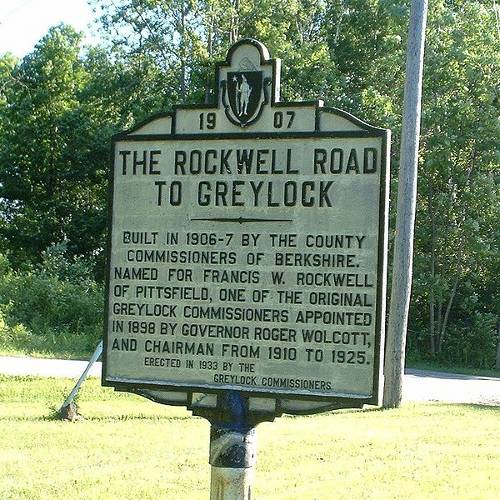 19 07
THE ROCKWELL ROAD
TO GREYLOCK
BUILT IN 1906-7 BY THE COUNTY
COMMISSIONERS OF BERKSHIRE.
NAMED FOR FRANCIS W. ROCKWELL
OF PITTSFIELD, ONE OF THE ORIGINAL
GREYLOCK COMMISSIONERS APPOINTED
IN 1898 BY GOVERNOR ROGER WOLCOTT,
AND CHAIRMAN FROM 1910 TO 1925.
ERECTED IN 1933 BY THE
GREYLOCK COMMISSIONERS